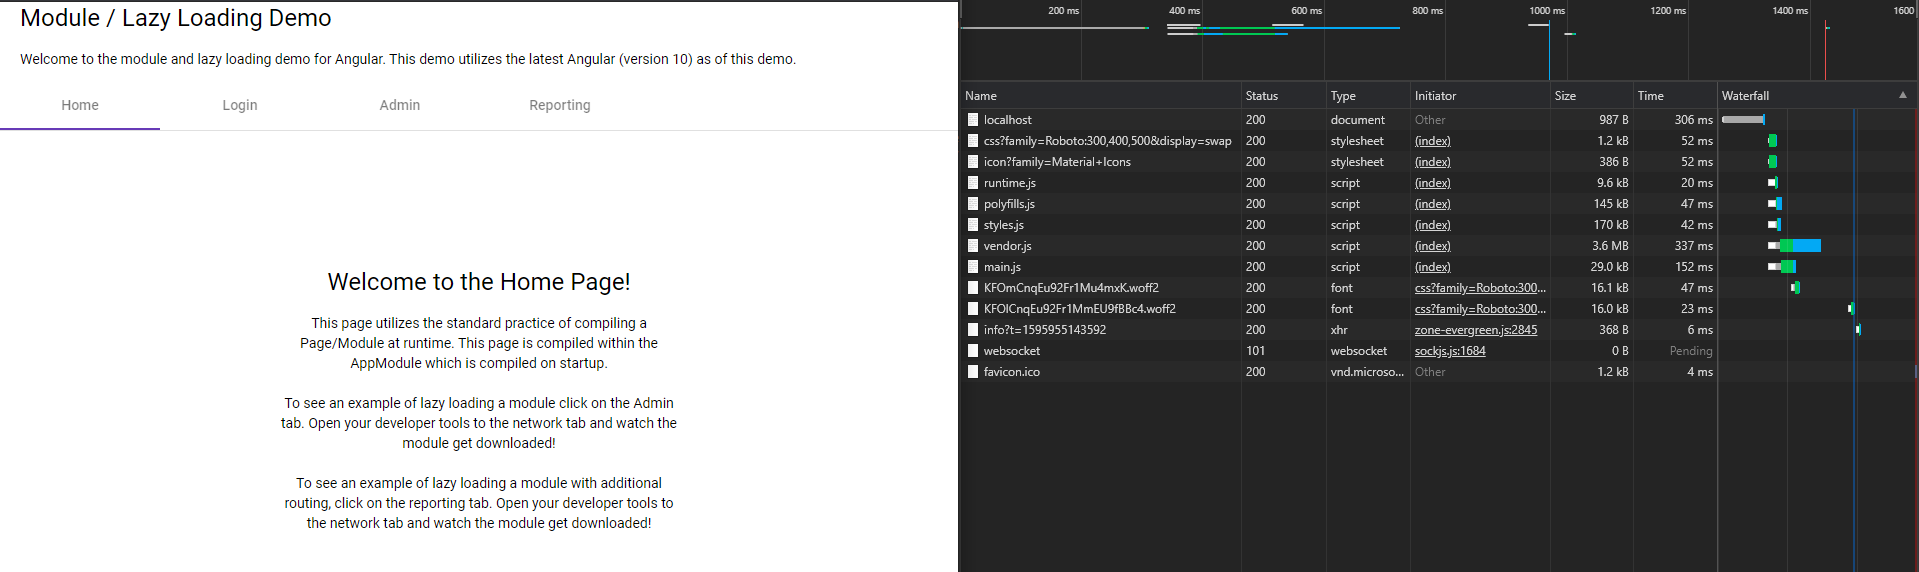 Module / Lazy Loading Demo
Welcome to the module and lazy loading demo for Angular. This demo utilizes the latest Angular (version 10) as of this demo.
Home Login Admin Reporting
Welcome to the Home Page!
This page utilizes the standard practice of compiling a
Page/Module at runtime. This page is compiled within the
AppModule which is compiled on startup.
To see an example of lazy loading a module click on the Admin
tab. Open your developer tools to the network tab and watch the
module get downloaded!
To see an example of lazy loading a module with additional
routing, click on the reporting tab. Open your developer tools to
the network tab and watch the module get downloaded!
200 ms 400 ms 600 ms 800 ms 1000 ms 1200 ms 1400 ms 1600
Name Status Type Initiator Size Time Waterfall
localhost 200 document Other 987 B 306 ms
css?family=Roboto:300,400,500&display=swap 200 stylesheet (index) 1.2 kB 52 ms
icon?family=Material+Icons 200 stylesheet (index) 386 B 52 ms
runtime.js 200 script (index) 9.6 kB 20 ms
polyfills.js 200 script (index) 145 kB 47 ms
styles.js 200 script (index) 170 kB 42 ms
vendor.js 200 script (index) 3.6 MB 337 ms
main.js 200 script (index) 29.0 kB 152 ms
KFOmCnqEu92Fr1Mu4mxK.woff2 200 font css?family=Roboto:300... 16.1 kB 47 ms
KFOlCnqEu92Fr1MmEU9fBBc4.woff2 200 font css?family=Roboto:300... 16.0 kB 23 ms
info?t=1595955143592 200 xhr zone-evergreen.js:2845 368 B 6 ms
websocket 101 websocket sockjs.js:1684 0 B Pending
favicon.ico 200 vnd.microso... Other 1.2 kB 4 ms